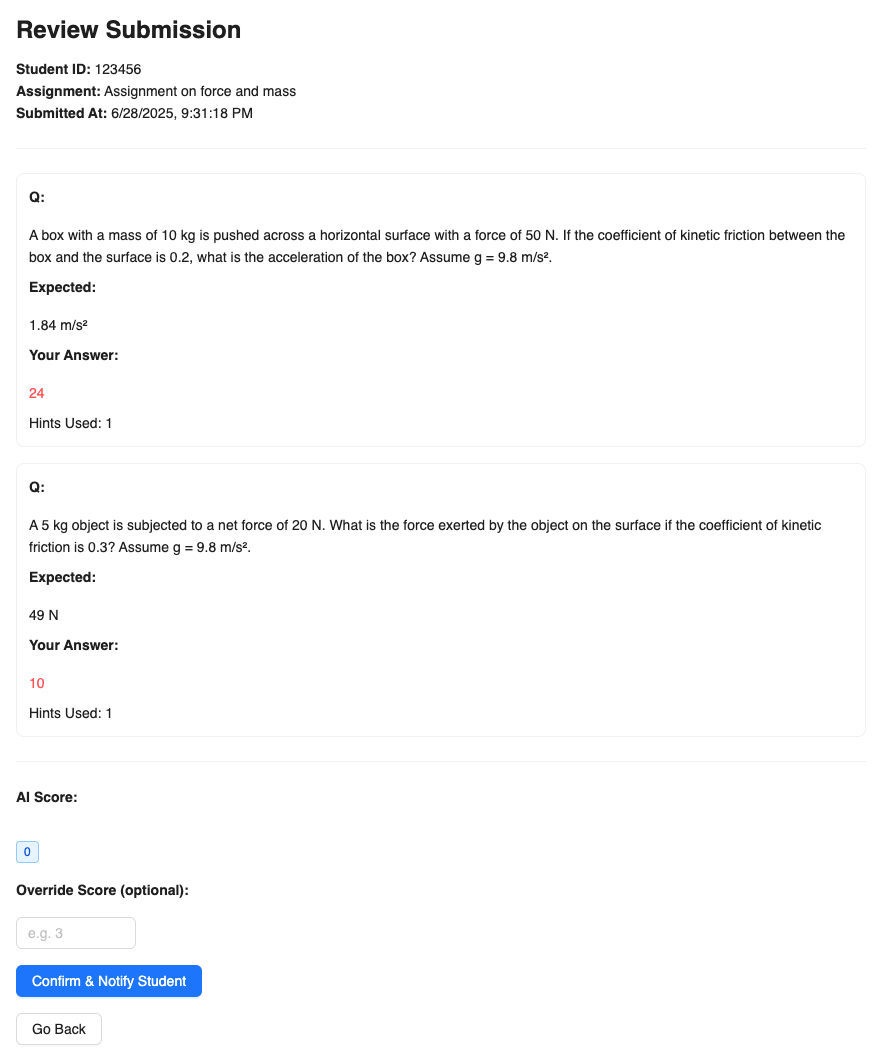 Review Submission
Student ID: 123456
Assignment: Assignment on force and mass
Submitted At: 6/28/2025, 9:31:18 PM
Q:
A box with a mass of 10 kg is pushed across a horizontal surface with a force of 50 N. If the coefficient of kinetic friction between the
box and the surface is 0.2, what is the acceleration of the box? Assume g = 9.8 m/s².
Expected:
1.84 m/s²
Your Answer:
24
Hints Used: 1
Q:
A 5 kg object is subjected to a net force of 20 N. What is the force exerted by the object on the surface if the coefficient of kinetic
friction is 0.3? Assume g = 9.8 m/s².
Expected:
49 N
Your Answer:
10
Hints Used: 1
AI Score:
0
Override Score (optional):
e.g. 3
Confirm & Notify Student
Go Back